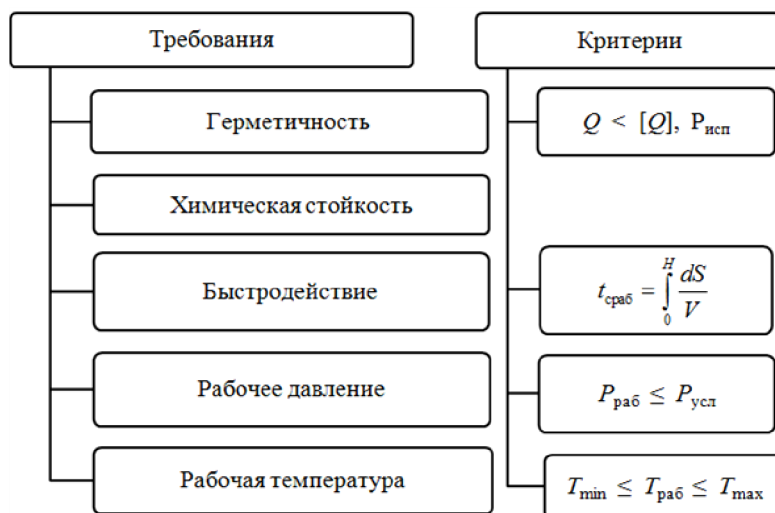 Требования
Критерии
Герметичность
Q < [Q], Pисп
Химическая стойкость
Быстродействие
tсраб = ∫₀ᴴ dS/V
Рабочее давление
Pраб ≤ Pусл
Рабочая температура
Tmin ≤ Tраб ≤ Tmax